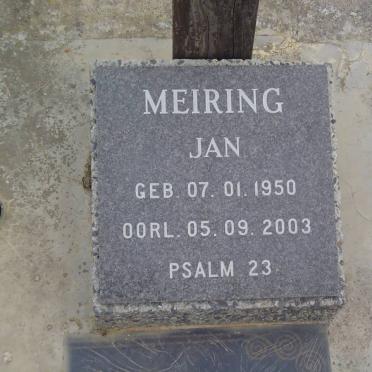 MEIRING
JAN
GEB. 07. 01. 1950
OORL. 05. 09. 2003
PSALM 23